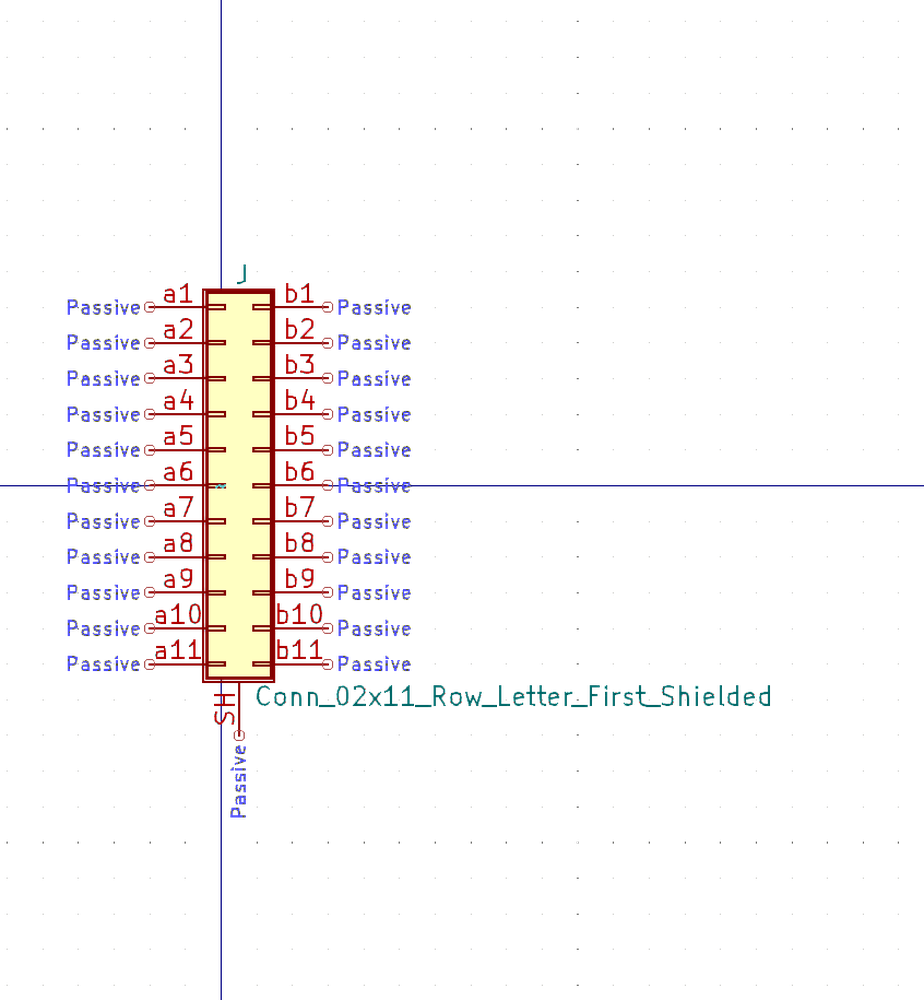 J
Passive a1 b1 Passive
Passive a2 b2 Passive
Passive a3 b3 Passive
Passive a4 b4 Passive
Passive a5 b5 Passive
Passive a6 b6 Passive
Passive a7 b7 Passive
Passive a8 b8 Passive
Passive a9 b9 Passive
Passive a10 b10 Passive
Passive a11 b11 Passive
SH Conn_02x11_Row_Letter_First_Shielded
Passive